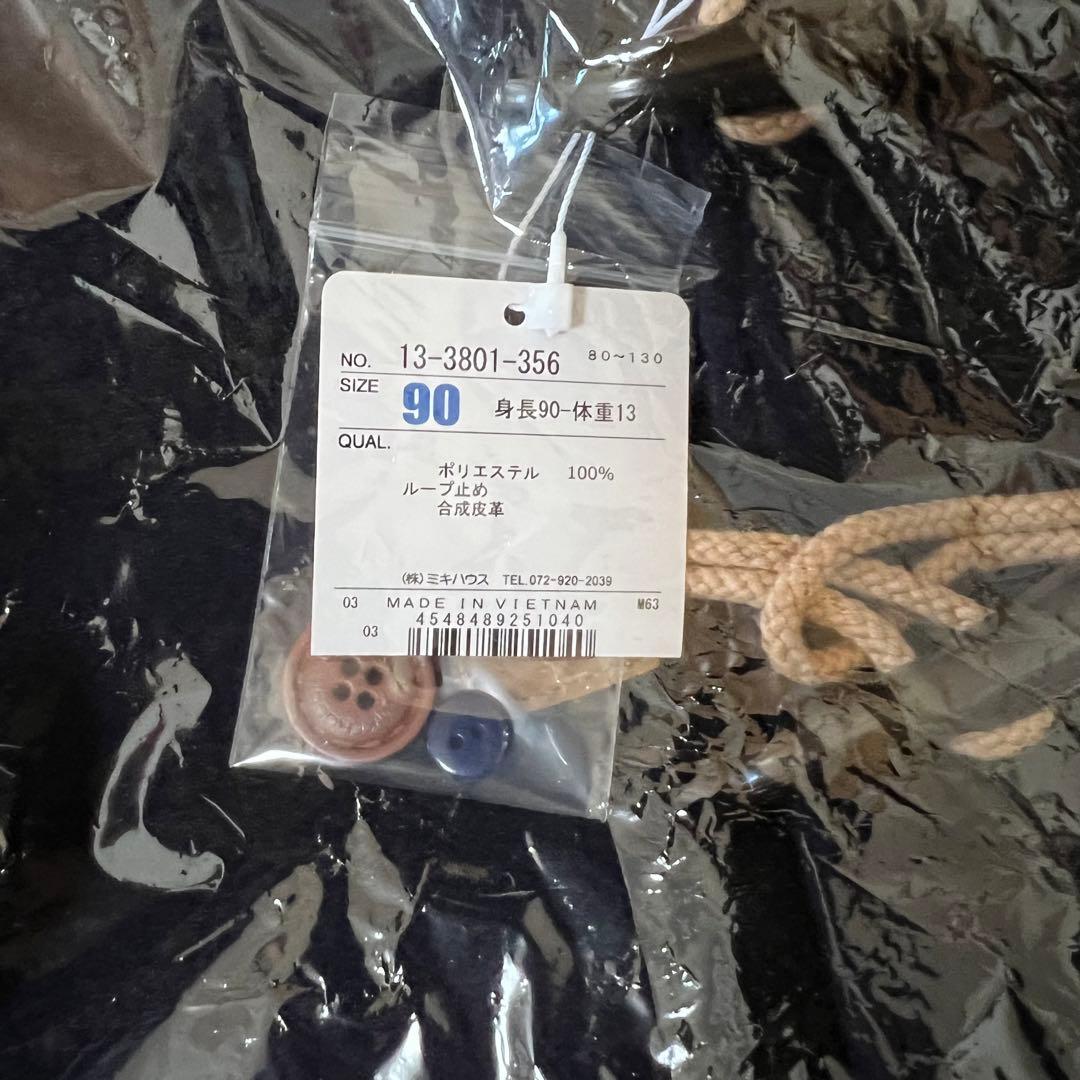 NO. 13-3801-356 80~130
SIZE 90 身長90-体重13
QUAL.
ポリエステル 100%
ループ止め
合成皮革
(株)ミキハウス TEL.072-920-2039
03 MADE IN VIETNAM M63
4548489251040
03